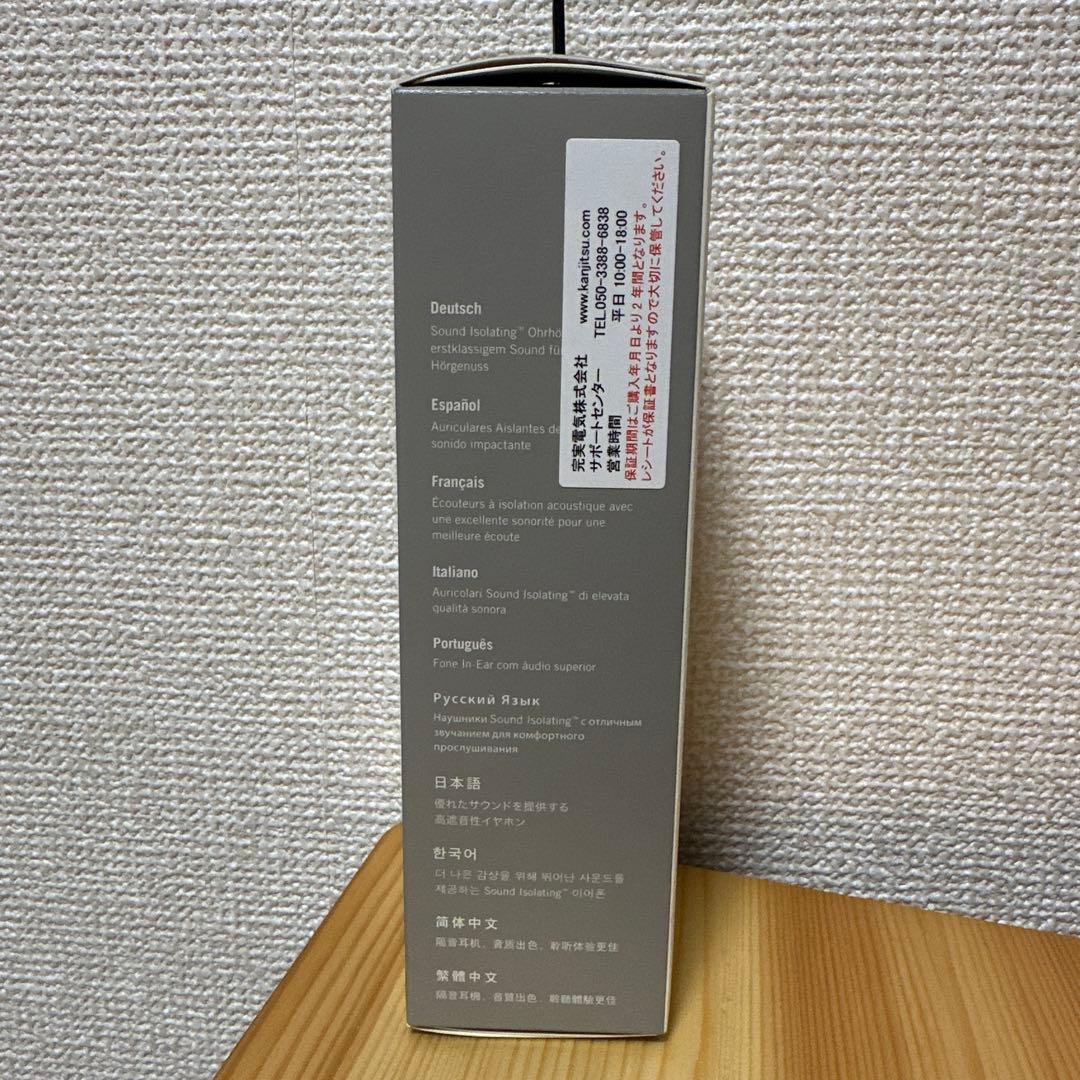 完実電気株式会社 www.kanjitsu.com
サポートセンター TEL.050-3388-6838
営業時間 平日 10:00-18:00
保証期間はご購入年月日より2年間となります。
レシートが保証書となりますので大切に保管してください。
Deutsch
Sound Isolating™ Ohrhö
erstklassigem Sound fü
Hörgenuss
Español
Auriculares Aislantes de
sonido impactante
Français
Écouteurs à isolation acoustique avec
une excellente sonorité pour une
meilleure écoute
Italiano
Auricolari Sound Isolating™ di elevata
qualità sonora
Português
Fone In-Ear com áudio superior
Русский Язык
Наушники Sound Isolating™ с отличным
звучанием для комфортного
прослушивания
日本語
優れたサウンドを提供する
高遮音性イヤホン
한국어
더 나은 감상을 위해 뛰어난 사운드를
제공하는 Sound Isolating™ 이어폰
简体中文
隔音耳机，音质出色，聆听体验更佳
繁體中文
隔音耳機，音質出色，聆聽體驗更佳